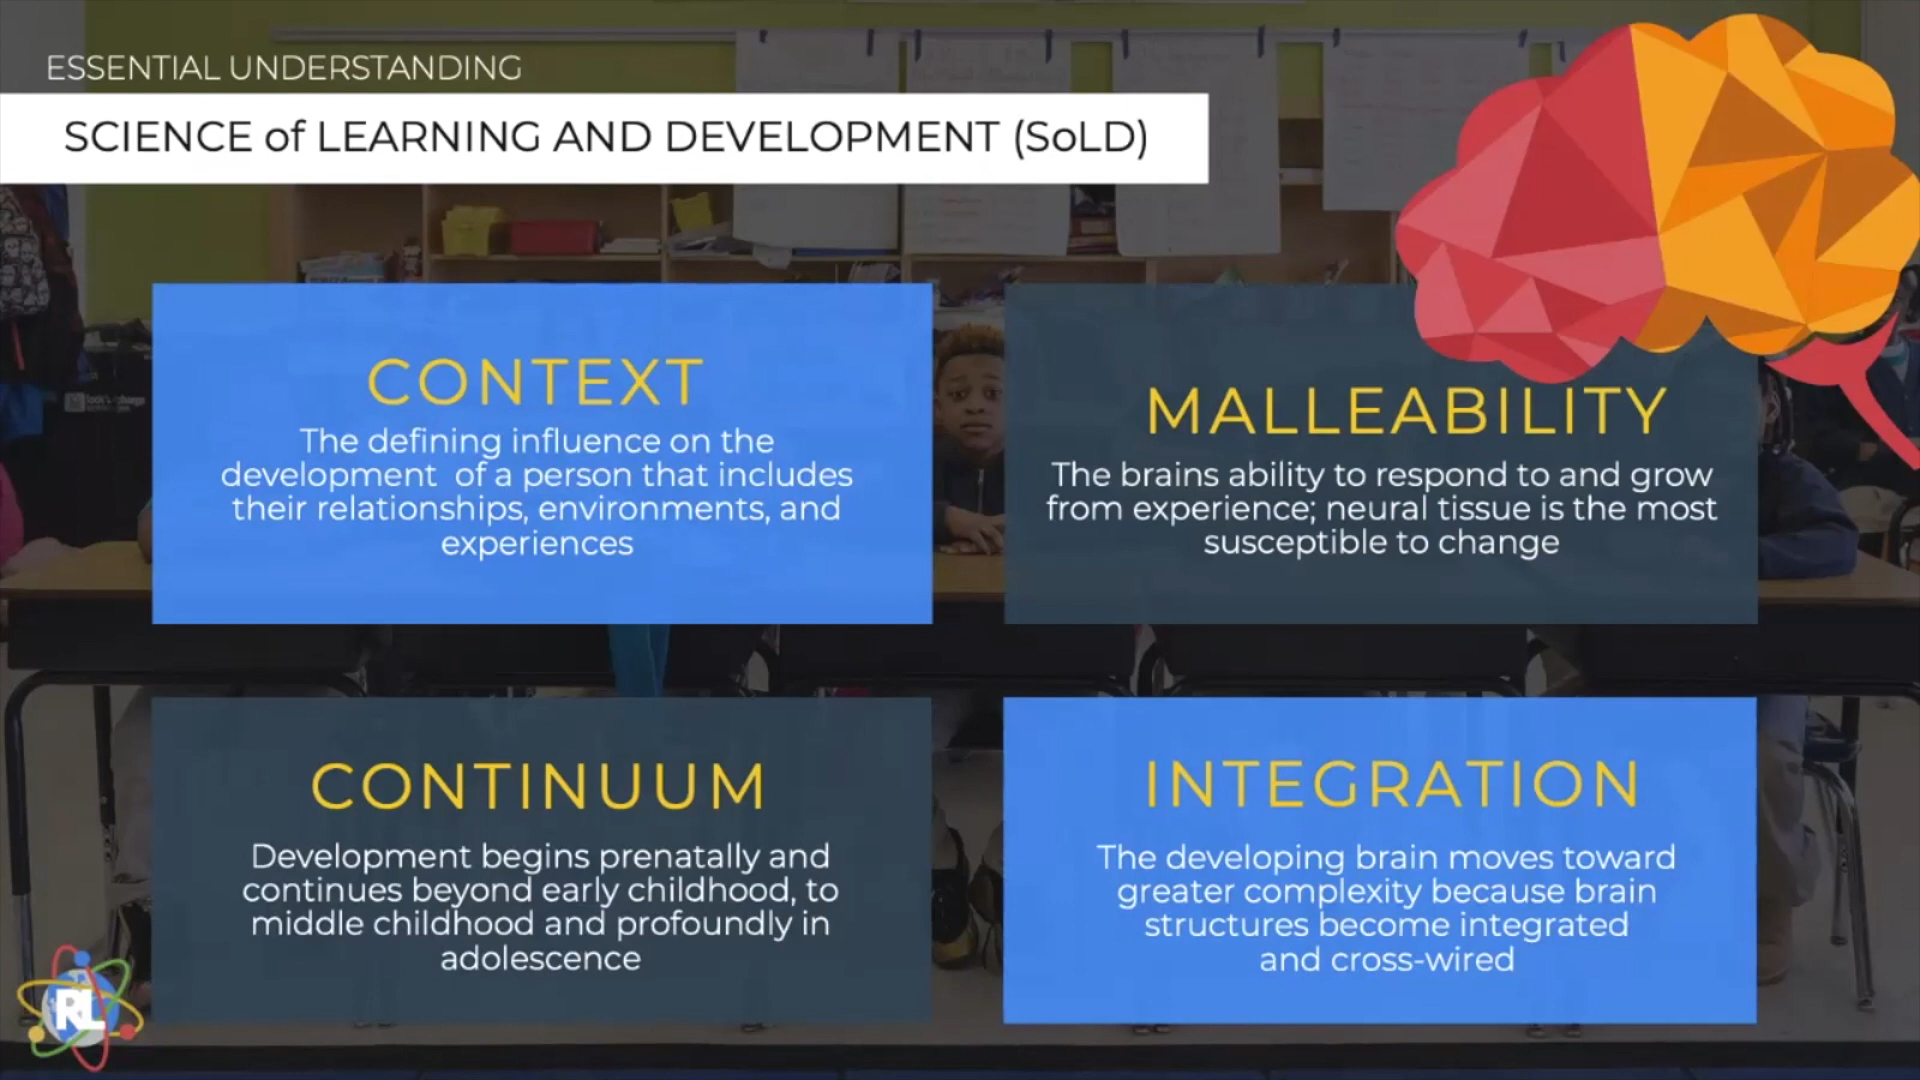 ESSENTIAL UNDERSTANDING
SCIENCE of LEARNING AND DEVELOPMENT (SoLD)
CONTEXT
The defining influence on the
development of a person that includes
their relationships, environments, and
experiences
MALLEABILITY
The brains ability to respond to and grow
from experience; neural tissue is the most
susceptible to change
CONTINUUM
Development begins prenatally and
continues beyond early childhood, to
middle childhood and profoundly in
adolescence
INTEGRATION
The developing brain moves toward
greater complexity because brain
structures become integrated
and cross-wired
RL